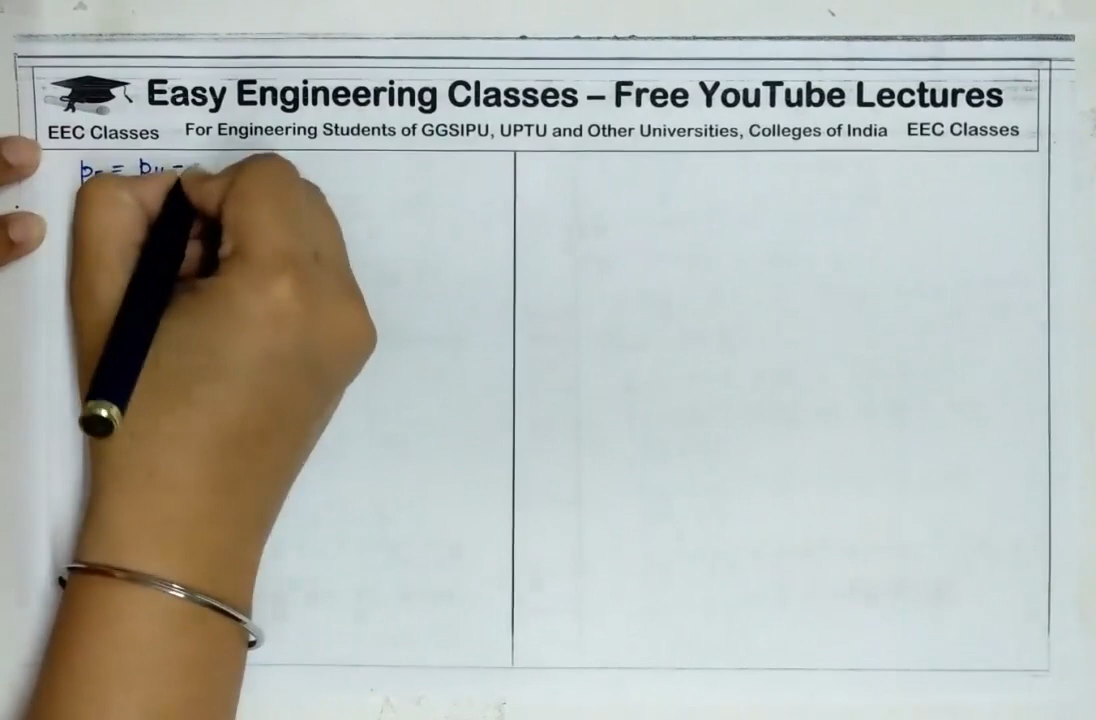 Easy Engineering Classes – Free YouTube Lectures
EEC Classes For Engineering Students of GGSIPU, UPTU and Other Universities, Colleges of India EEC Classes